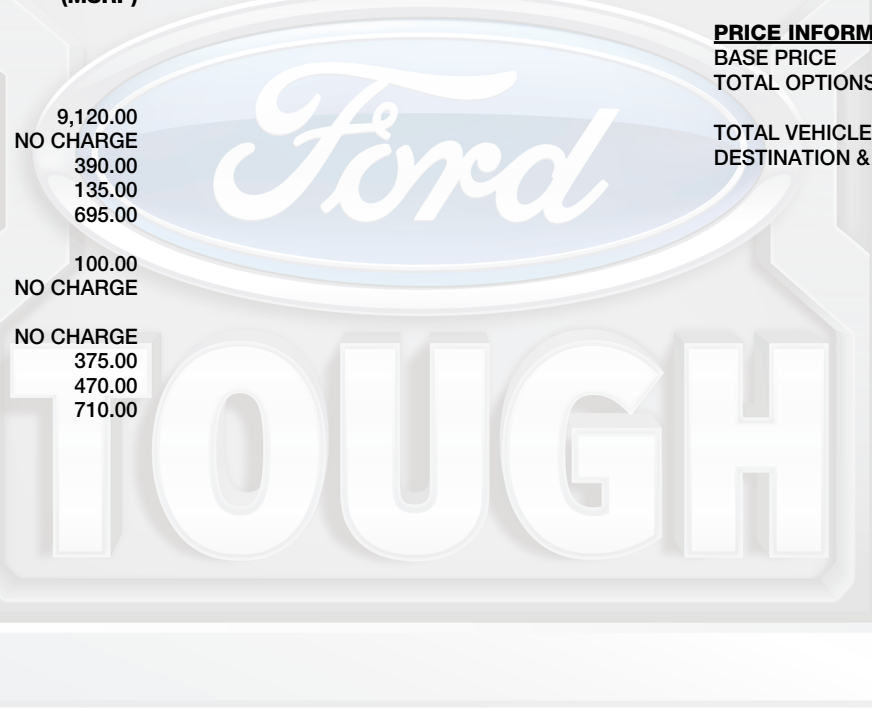 (MSRP)
9,120.00
NO CHARGE
390.00
135.00
695.00
100.00
NO CHARGE
NO CHARGE
375.00
470.00
710.00
PRICE INFORM
BASE PRICE
TOTAL OPTIONS
TOTAL VEHICLE
DESTINATION &
Ford
TOUGH